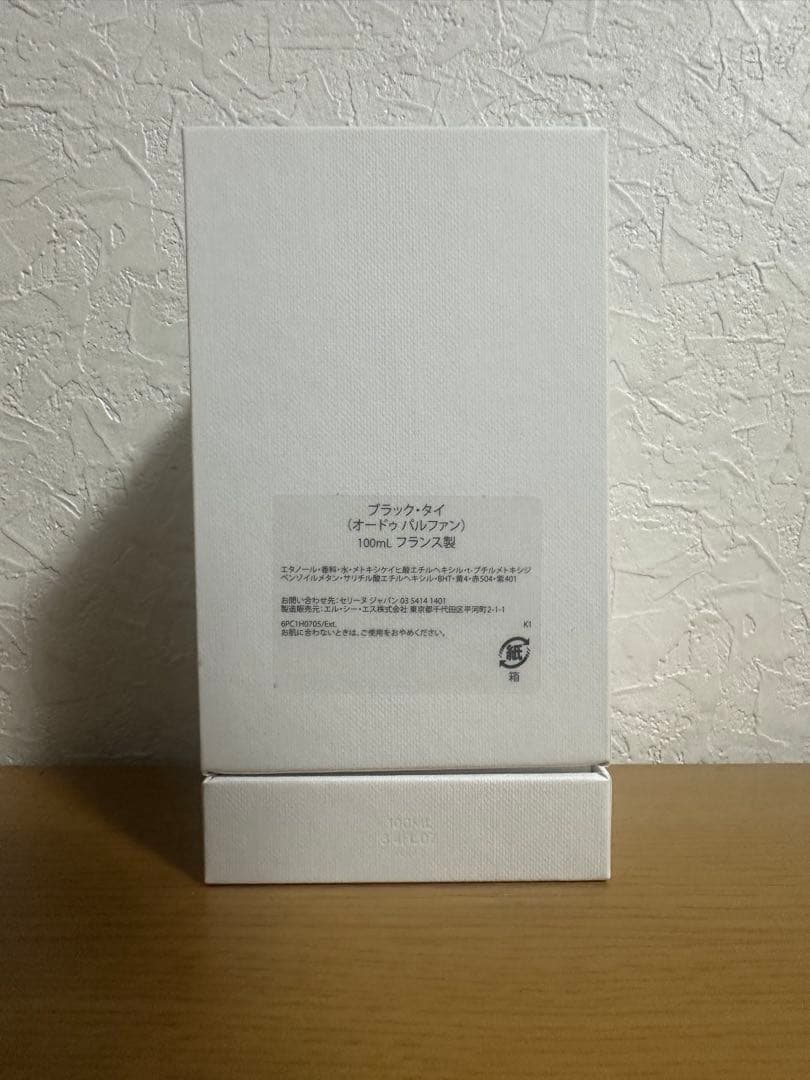 ブラック・タイ
(オードゥ パルファン)
100mL フランス製
エタノール・香料・水・メトキシケイヒ酸エチルヘキシル・t-ブチルメトキシジ
ベンゾイルメタン・サリチル酸エチルヘキシル・BHT・黄4・赤504・紫401
お問い合わせ先：セリーヌ ジャパン 03 5414 1401
製造販売元：エル・シー・エス株式会社 東京都千代田区平河町2-1-1
6PC1H0705/Ext. K1
お肌に合わないときは、ご使用をおやめください。
紙
箱
100ML
3.4FL.OZ